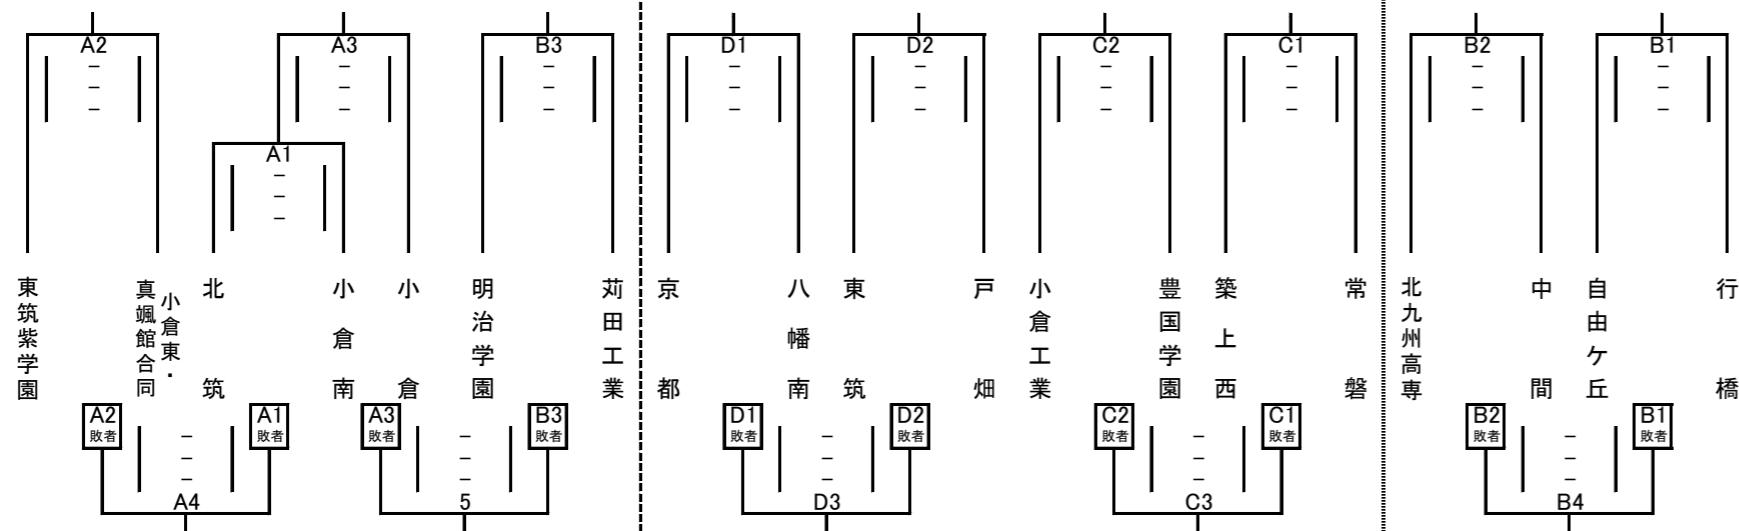 A2
A3
B3
D1
D2
C2
C1
B2
B1
A1
東筑紫学園
小倉東・
真颯館合同
北筑
小倉南
小倉
明治学園
苅田工業
京都
八幡南
東筑
戸畑
小倉工業
豊国学園
築上西
常磐
北九州高専
中間
自由ケ丘
行橋
A2
敗者
A1
敗者
A3
敗者
B3
敗者
D1
敗者
D2
敗者
C2
敗者
C1
敗者
B2
敗者
B1
敗者
A4
5
D3
C3
B4